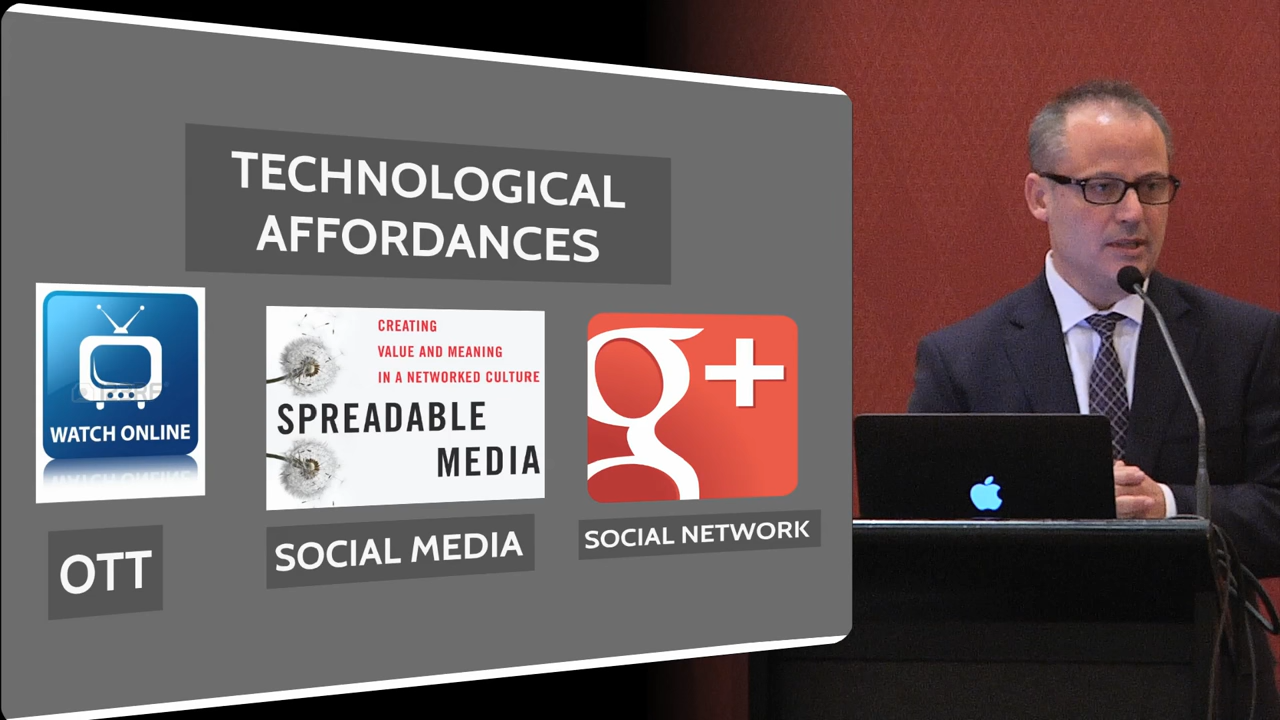 TECHNOLOGICAL
AFFORDANCES
WATCH ONLINE
OTT
CREATING
VALUE AND MEANING
IN A NETWORKED CULTURE
SPREADABLE
MEDIA
SOCIAL MEDIA
g+
SOCIAL NETWORK